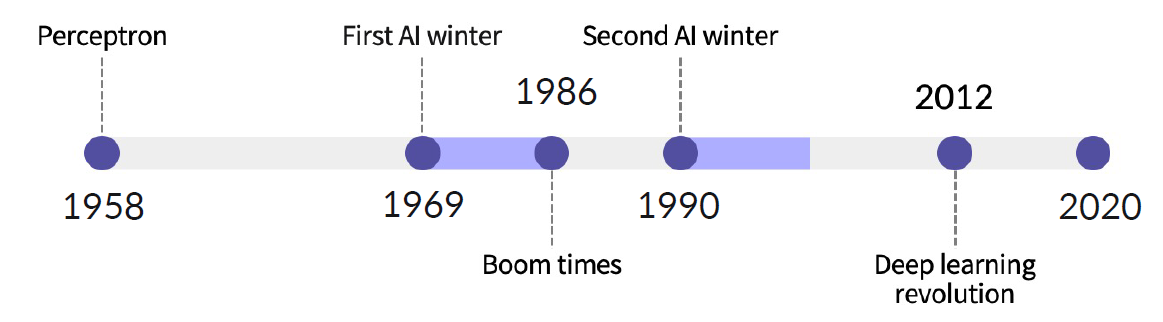 Perceptron
First AI winter
Second AI winter
1986
2012
1958
1969
1990
2020
Boom times
Deep learning
revolution